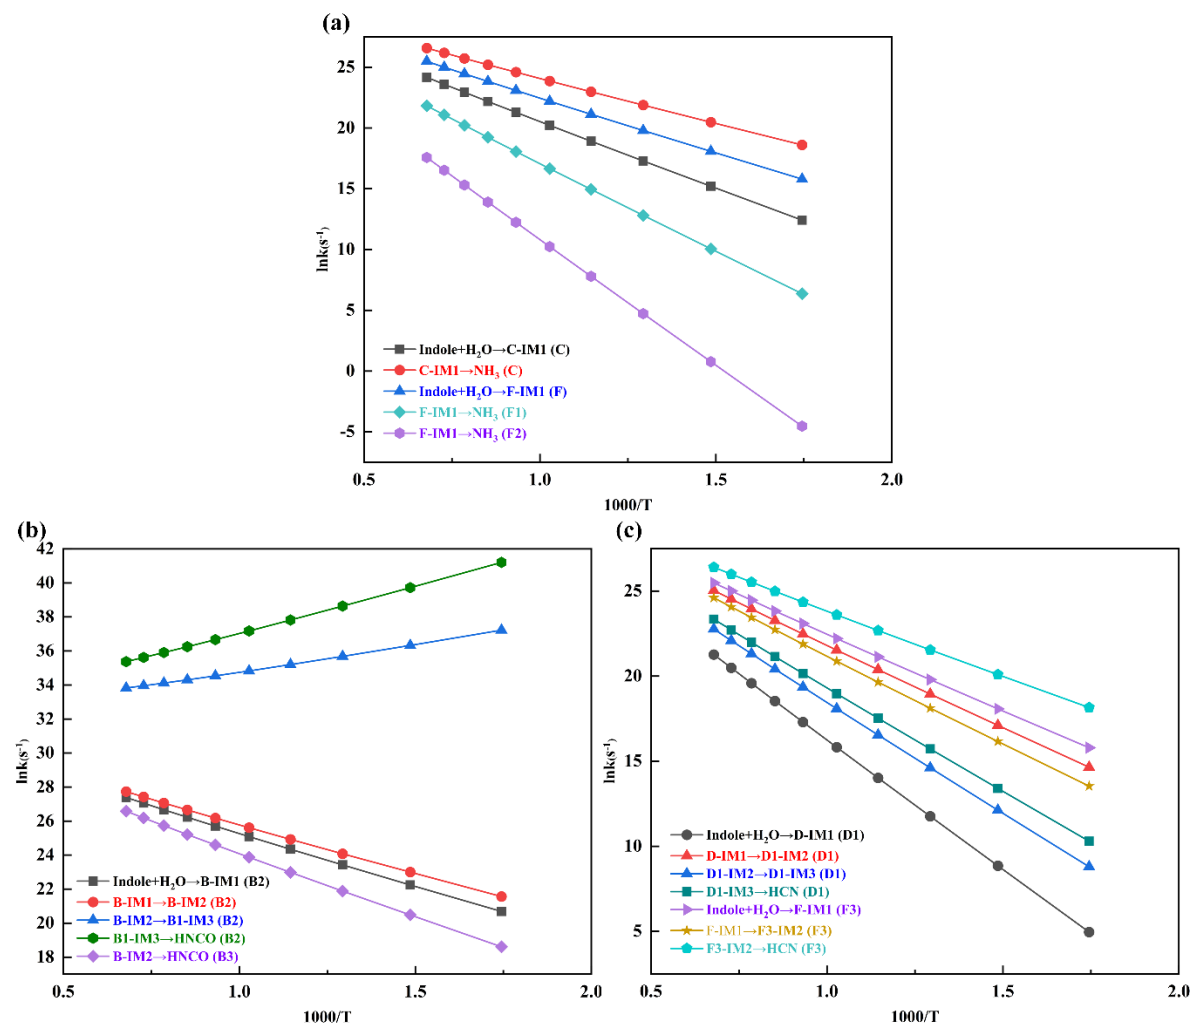 (a)
25
20
15
10
5
0
-5
lnk(s⁻¹)
Indole+H₂O→C-IM1 (C)
C-IM1→NH₃ (C)
Indole+H₂O→F-IM1 (F)
F-IM1→NH₃ (F1)
F-IM1→NH₃ (F2)
0.5 1.0 1.5 2.0
1000/T
(b)
42
40
38
36
34
32
30
28
26
24
22
20
18
lnk(s⁻¹)
Indole+H₂O→B-IM1 (B2)
B-IM1→B-IM2 (B2)
B-IM2→B1-IM3 (B2)
B1-IM3→HNCO (B2)
B-IM2→HNCO (B3)
0.5 1.0 1.5 2.0
1000/T
(c)
25
20
15
10
5
lnk(s⁻¹)
Indole+H₂O→D-IM1 (D1)
D-IM1→D1-IM2 (D1)
D1-IM2→D1-IM3 (D1)
D1-IM3→HCN (D1)
Indole+H₂O→F-IM1 (F3)
F-IM1→F3-IM2 (F3)
F3-IM2→HCN (F3)
0.5 1.0 1.5 2.0
1000/T